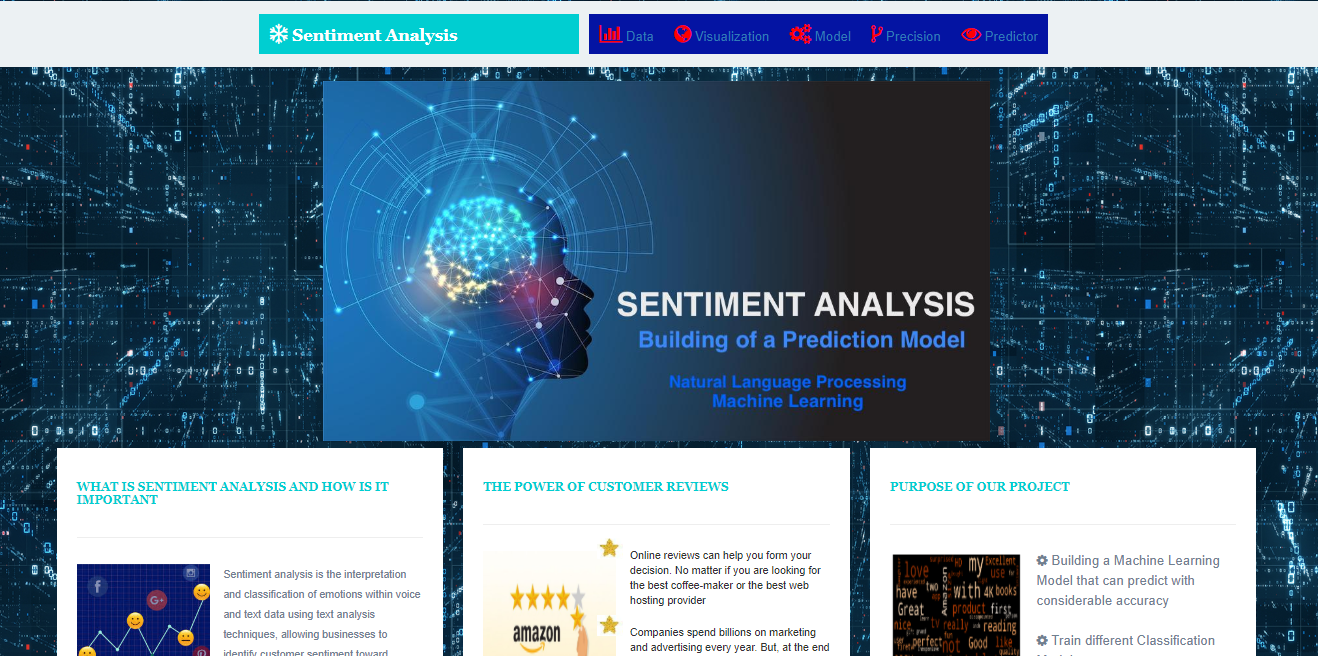 Sentiment Analysis
Data Visualization Model Precision Predictor
SENTIMENT ANALYSIS
Building of a Prediction Model
Natural Language Processing
Machine Learning
WHAT IS SENTIMENT ANALYSIS AND HOW IS IT
IMPORTANT
Sentiment analysis is the interpretation
and classification of emotions within voice
and text data using text analysis
techniques, allowing businesses to
identify customer sentiment toward
THE POWER OF CUSTOMER REVIEWS
amazon
Online reviews can help you form your
decision. No matter if you are looking for
the best coffee-maker or the best web
hosting provider
Companies spend billions on marketing
and advertising every year. But, at the end
PURPOSE OF OUR PROJECT
love
HD
my
Excellent
use
for
have
two
Amazon
with
4K
books
Great
product
first
tv
really
reading
perfect
not
Good
like
Building a Machine Learning
Model that can predict with
considerable accuracy
Train different Classification